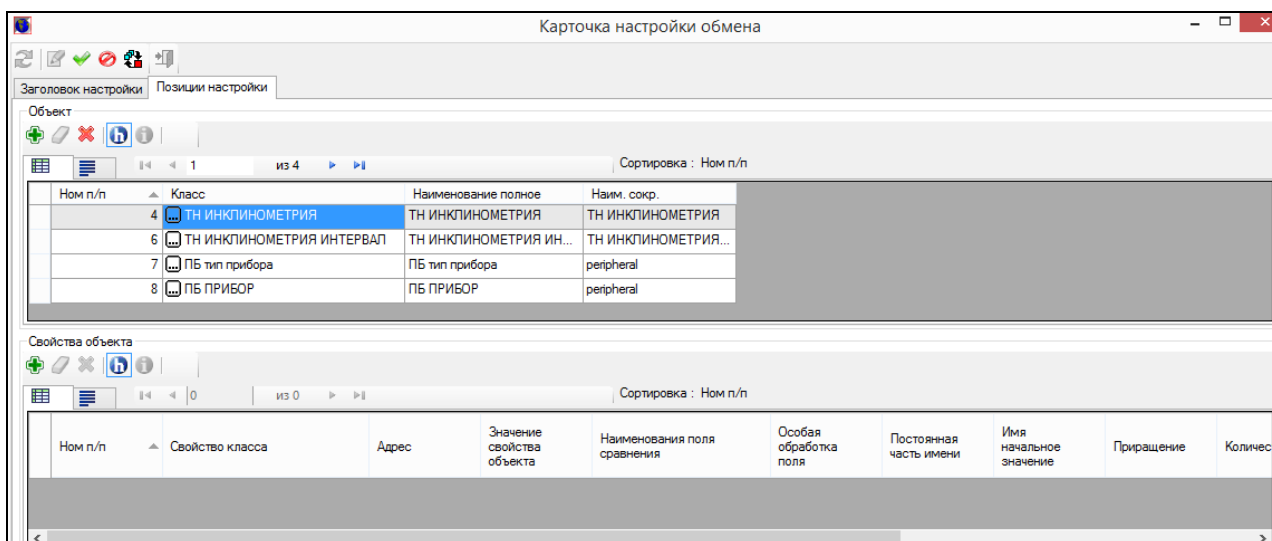 Карточка настройки обмена
Заголовок настройки Позиции настройки
Объект
1 из 4 Сортировка : Ном п/п
Ном п/п Класс Наименование полное Наим. сокр.
4 ... ТН ИНКЛИНОМЕТРИЯ ТН ИНКЛИНОМЕТРИЯ ТН ИНКЛИНОМЕТРИЯ
6 ... ТН ИНКЛИНОМЕТРИЯ ИНТЕРВАЛ ТН ИНКЛИНОМЕТРИЯ ИН... ТН ИНКЛИНОМЕТРИЯ...
7 ... ПБ тип прибора ПБ тип прибора peripheral
8 ... ПБ ПРИБОР ПБ ПРИБОР peripheral
Свойства объекта
0 из 0 Сортировка : Ном п/п
Ном п/п Свойство класса Адрес Значение свойства объекта Наименования поля сравнения Особая обработка поля Постоянная часть имени Имя начальное значение Приращение Количес